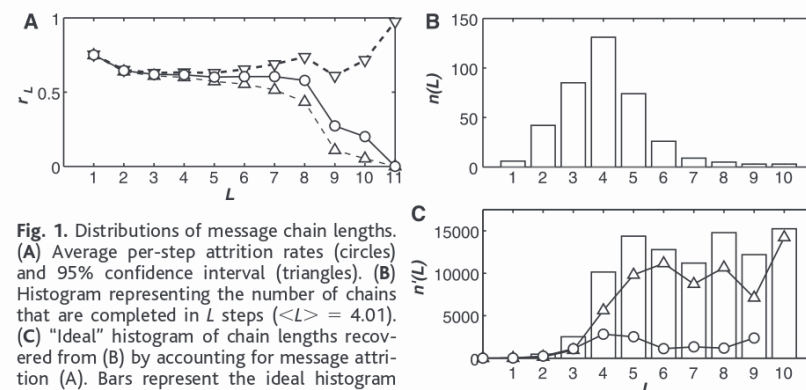 A
1
0.5
0
r_L
1 2 3 4 5 6 7 8 9 10 11
L
B
150
100
50
0
n(L)
1 2 3 4 5 6 7 8 9 10
Fig. 1. Distributions of message chain lengths.
(A) Average per-step attrition rates (circles)
and 95% confidence interval (triangles). (B)
Histogram representing the number of chains
that are completed in L steps (<L> = 4.01).
(C) “Ideal” histogram of chain lengths recov-
ered from (B) by accounting for message attri-
tion (A). Bars represent the ideal histogram
C
15000
10000
5000
0
n'(L)
1 2 3 4 5 6 7 8 9 10